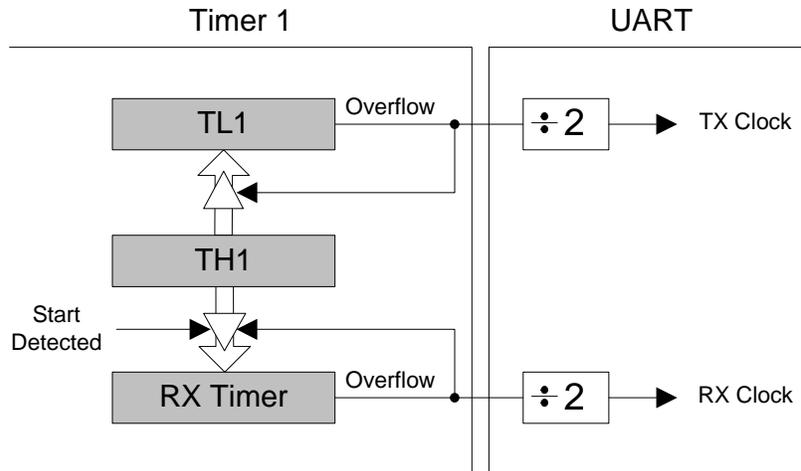 Timer 1
UART
TL1
Overflow
÷ 2
TX Clock
TH1
Start
Detected
RX Timer
Overflow
÷ 2
RX Clock